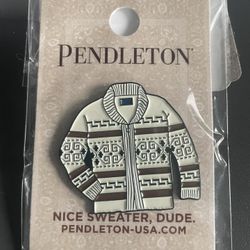 PENDLETON®
NICE SWEATER, DUDE.
PENDLETON-USA.COM